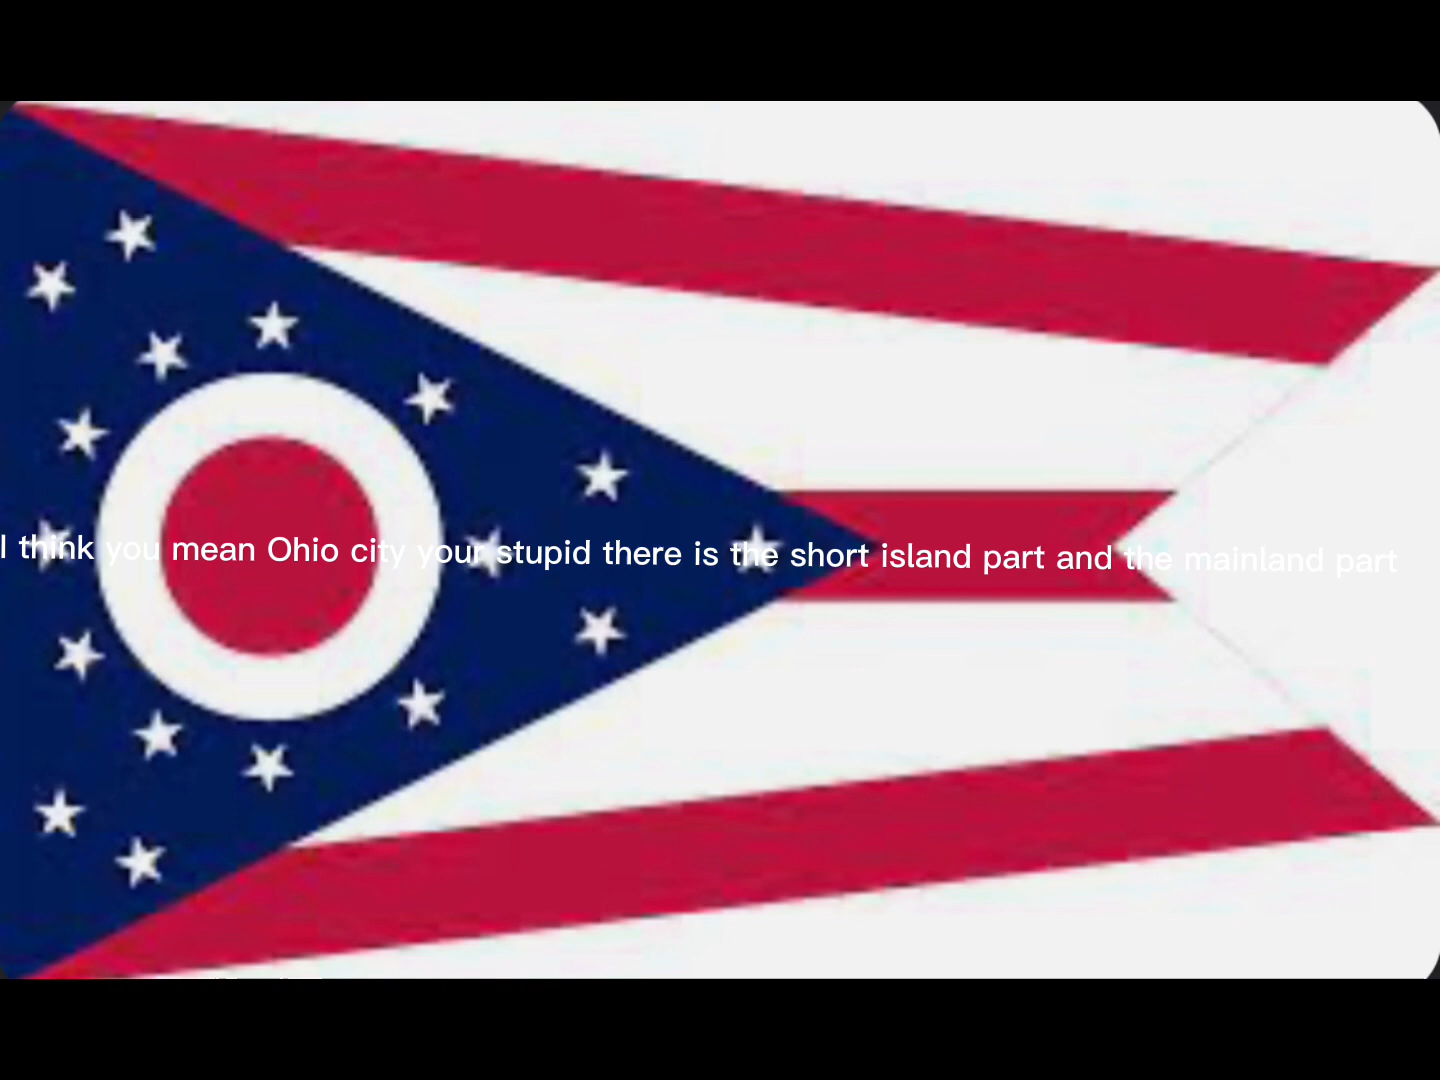 I think you mean Ohio city your stupid there is the short island part and the mainland part